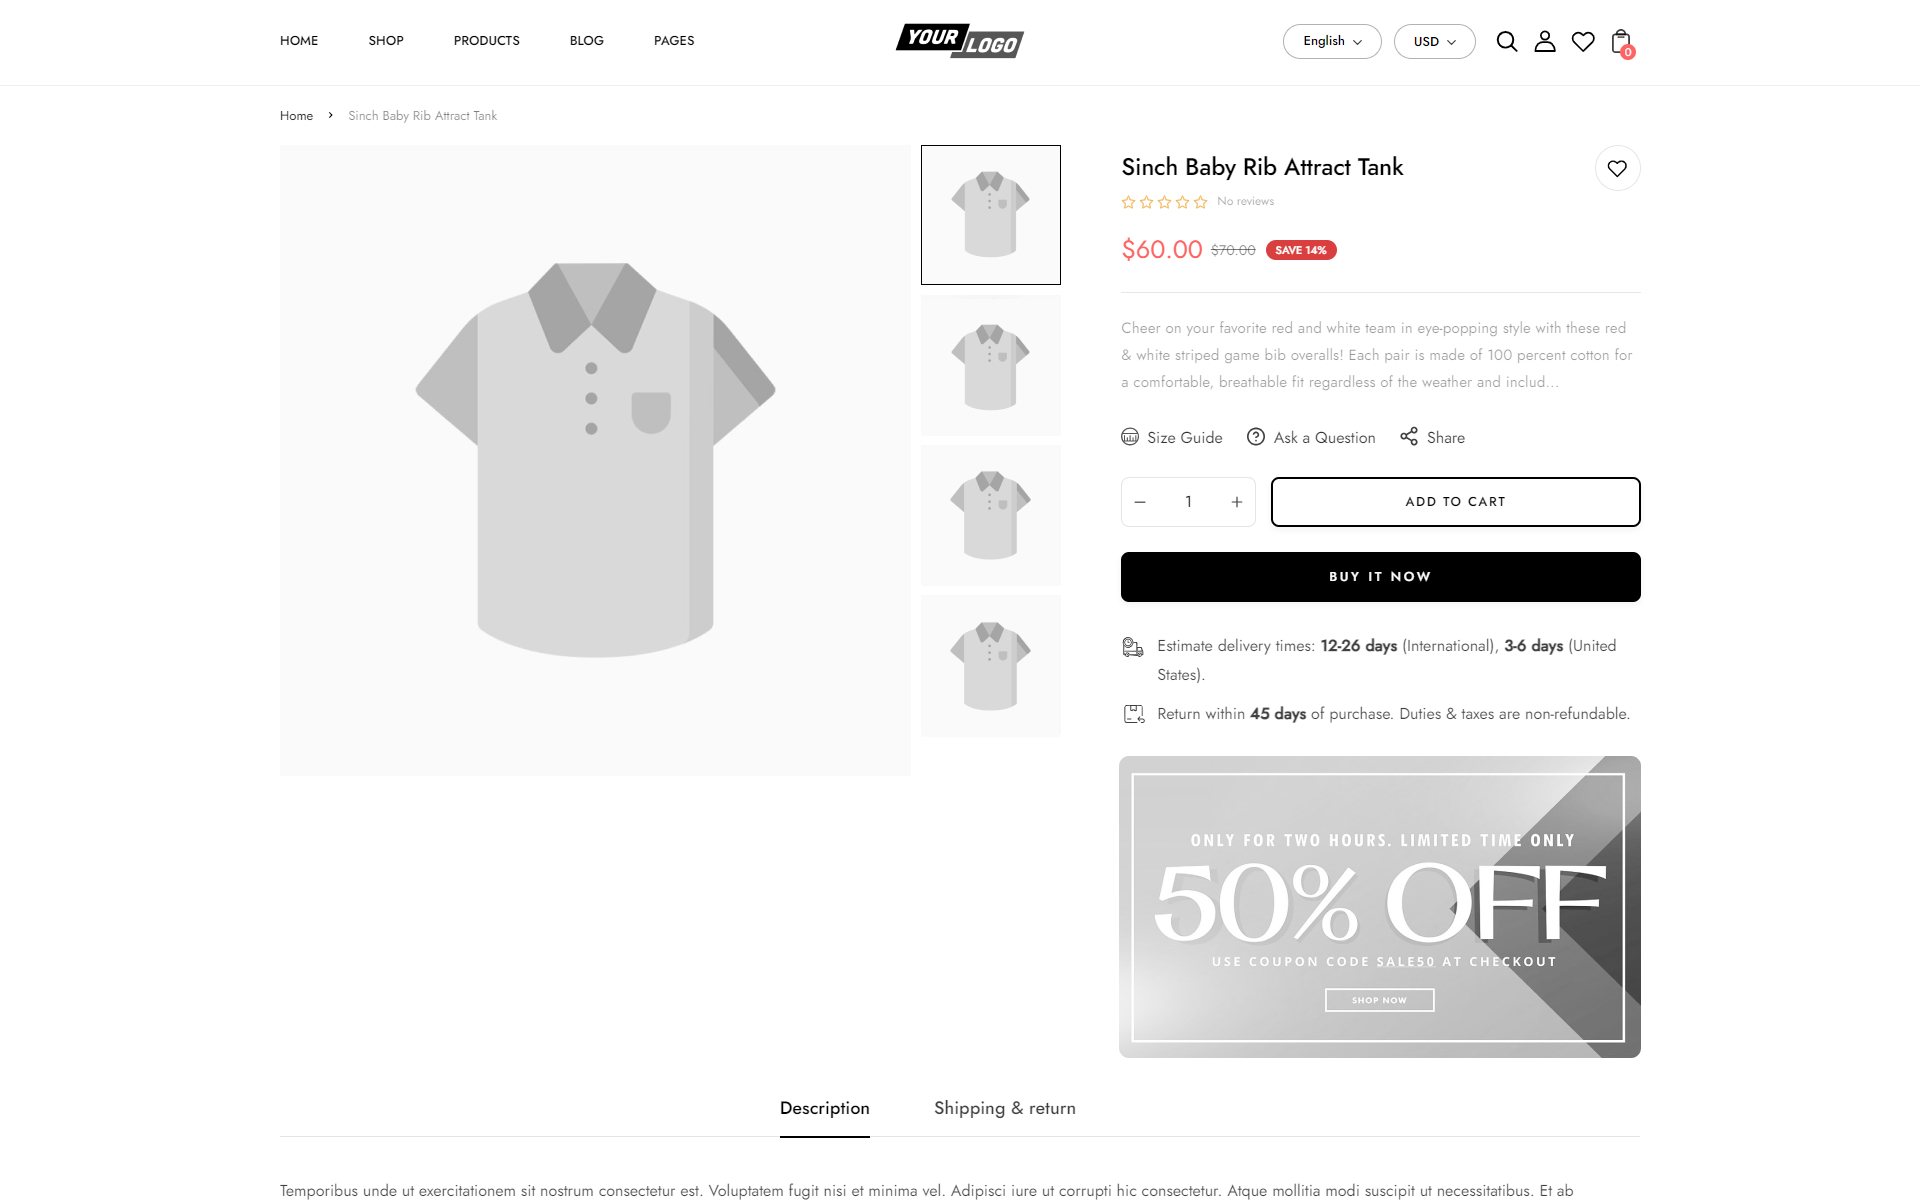 HOME
SHOP
PRODUCTS
BLOG
PAGES
YOUR LOGO
English
USD
0
Home
Sinch Baby Rib Attract Tank
Sinch Baby Rib Attract Tank
No reviews
$60.00 $70.00 SAVE 14%
Cheer on your favorite red and white team in eye-popping style with these red
& white striped game bib overalls! Each pair is made of 100 percent cotton for
a comfortable, breathable fit regardless of the weather and includ...
Size Guide
Ask a Question
Share
1
ADD TO CART
BUY IT NOW
Estimate delivery times: 12-26 days (International), 3-6 days (United
States).
Return within 45 days of purchase. Duties & taxes are non-refundable.
ONLY FOR TWO HOURS. LIMITED TIME ONLY
50% OFF
USE COUPON CODE SALE50 AT CHECKOUT
SHOP NOW
Description
Shipping & return
Temporibus unde ut exercitationem sit nostrum consectetur est. Voluptatem fugit nisi et minima vel. Adipisci iure ut corrupti hic consectetur. Atque mollitia modi suscipit ut necessitatibus. Et ab